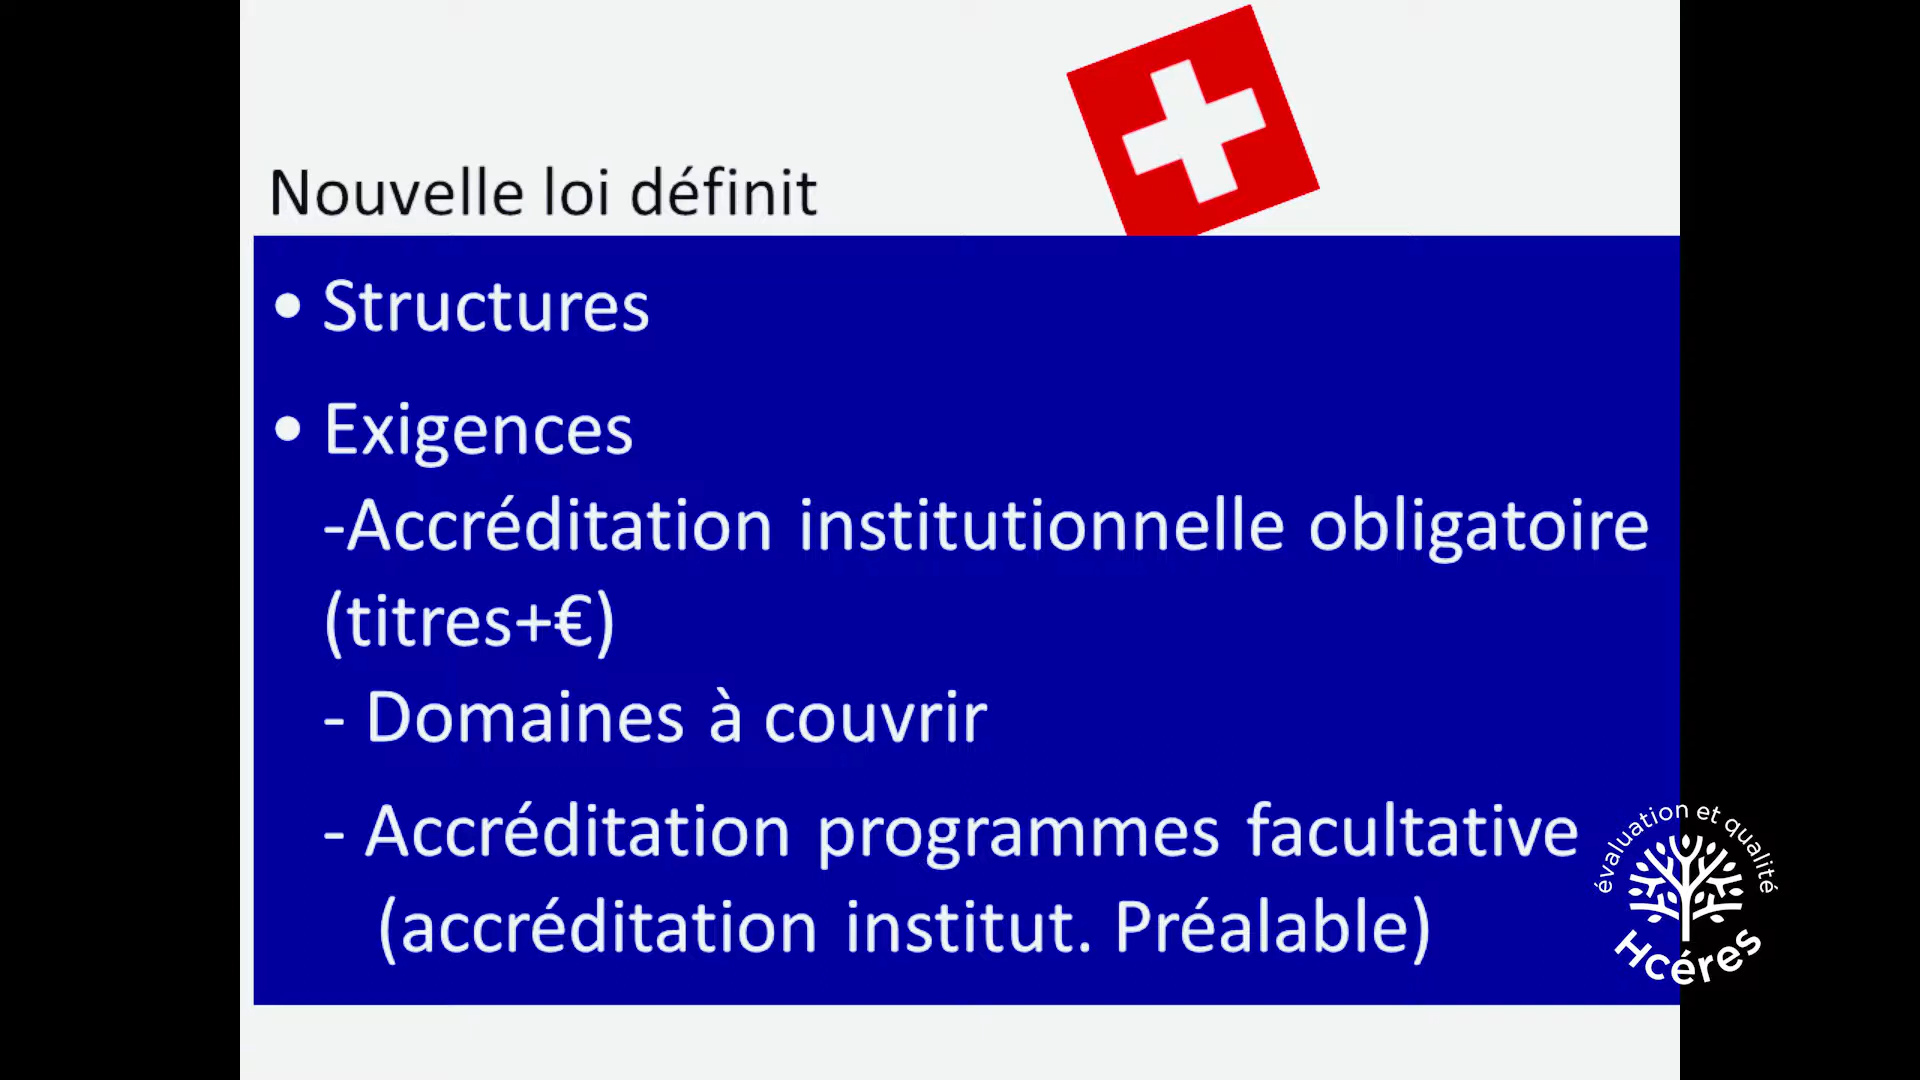 Nouvelle loi définit
• Structures
• Exigences
-Accréditation institutionnelle obligatoire
(titres+€)
- Domaines à couvrir
- Accréditation programmes facultative
(accréditation institut. Préalable)
évaluation et qualité
Hcéres